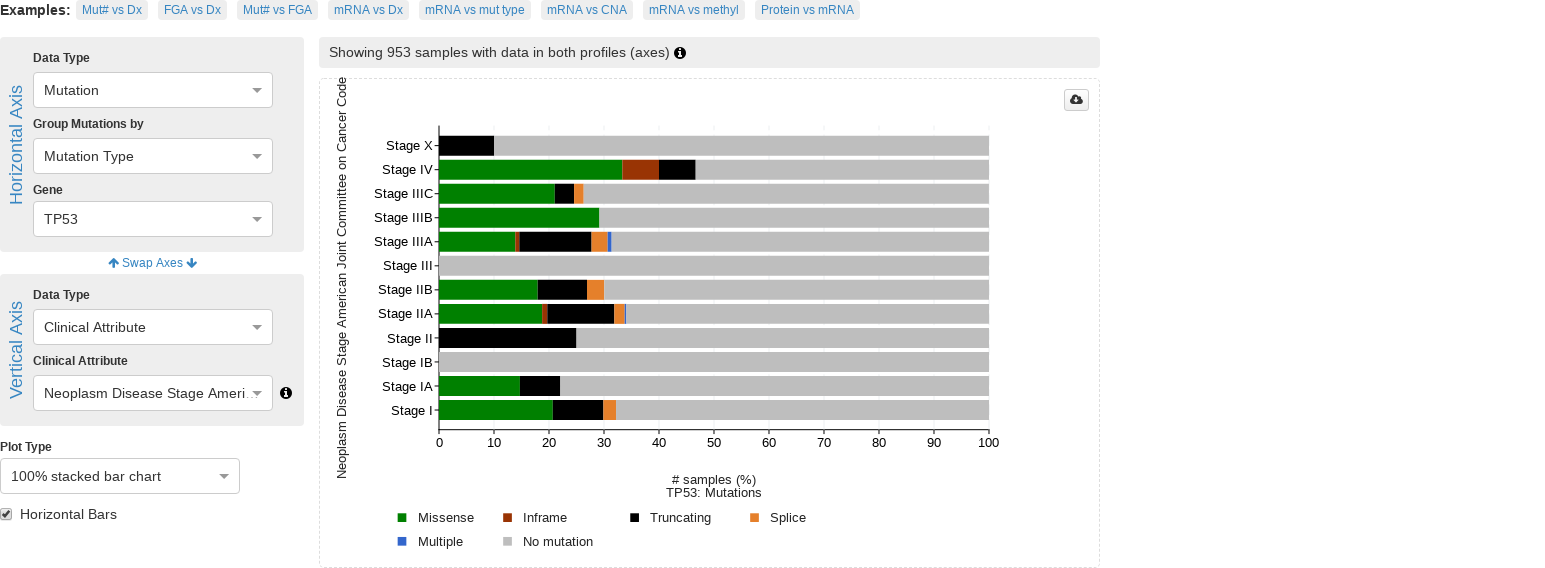 Examples: Mut# vs Dx FGA vs Dx Mut# vs FGA mRNA vs Dx mRNA vs mut type mRNA vs CNA mRNA vs methyl Protein vs mRNA
Horizontal Axis
Data Type
Mutation
Group Mutations by
Mutation Type
Gene
TP53
Swap Axes
Vertical Axis
Data Type
Clinical Attribute
Clinical Attribute
Neoplasm Disease Stage Ameri...
Plot Type
100% stacked bar chart
Horizontal Bars
Showing 953 samples with data in both profiles (axes)
Neoplasm Disease Stage American Joint Committee on Cancer Code
Stage X
Stage IV
Stage IIIC
Stage IIIB
Stage IIIA
Stage III
Stage IIB
Stage IIA
Stage II
Stage IB
Stage IA
Stage I
0 10 20 30 40 50 60 70 80 90 100
# samples (%)
TP53: Mutations
Missense Inframe Truncating Splice
Multiple No mutation